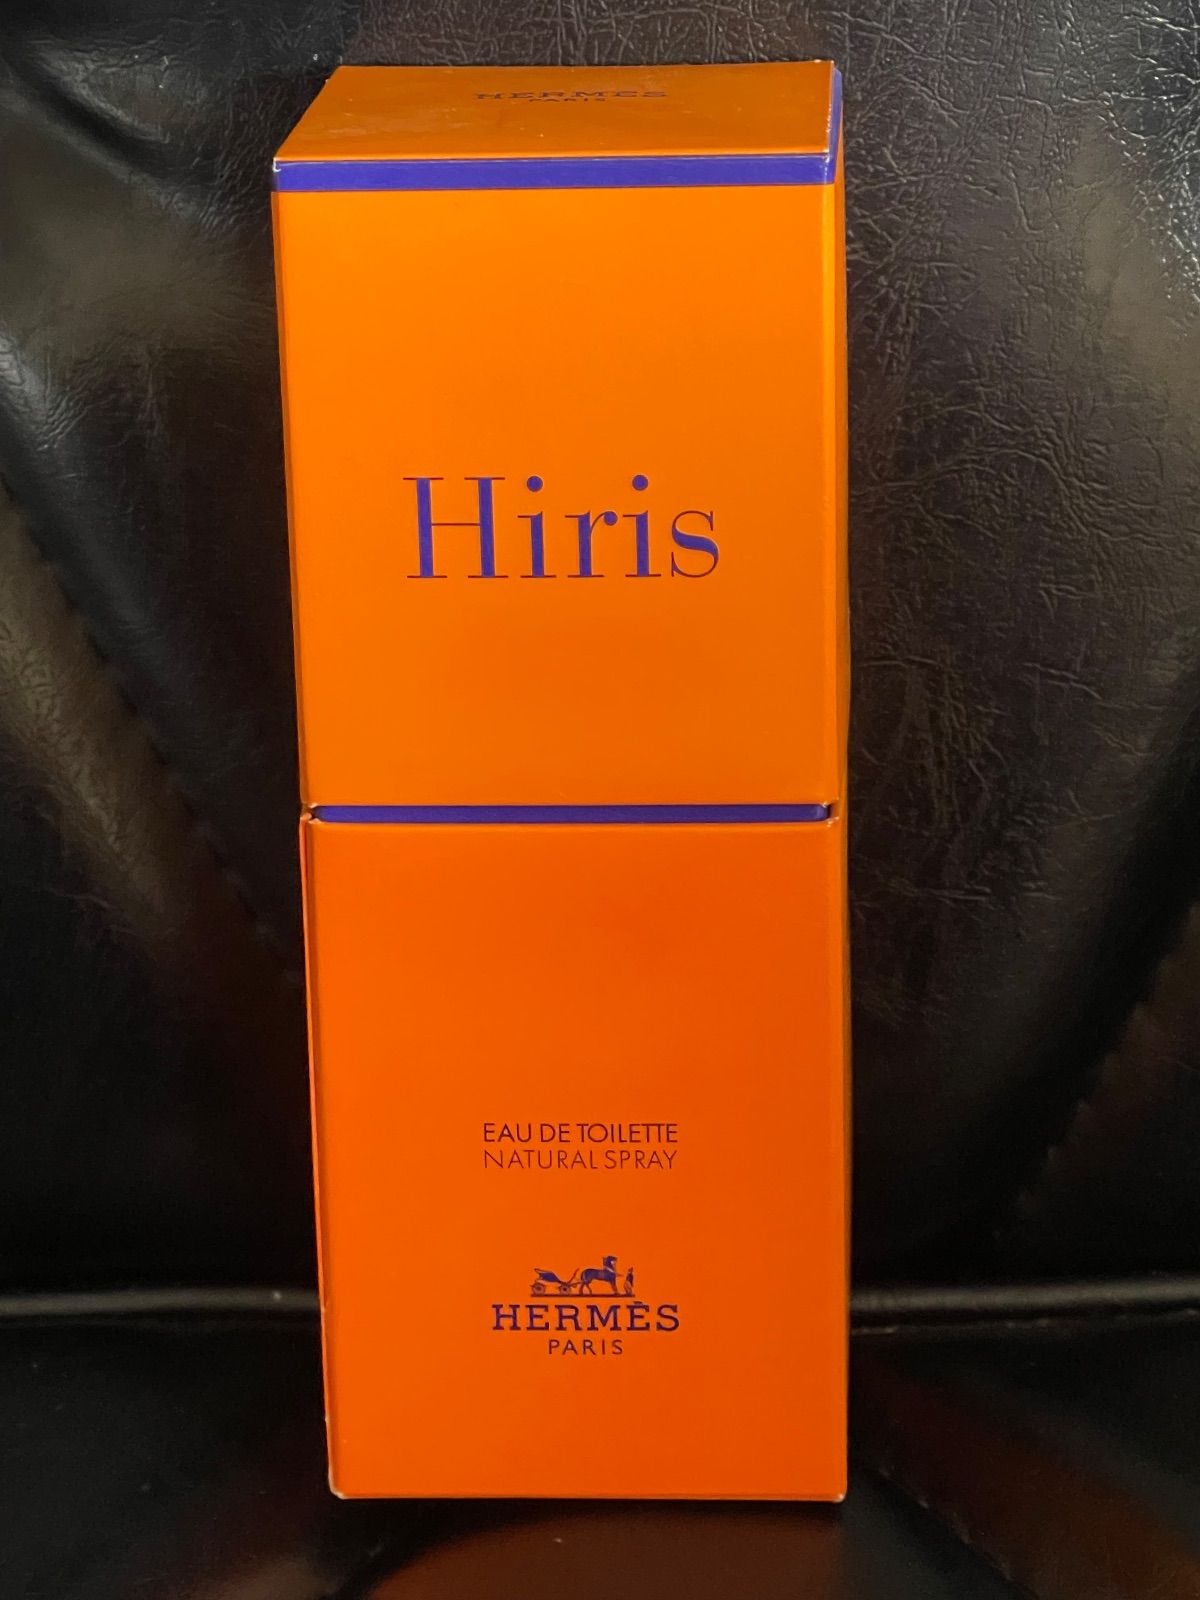 HERMÈS
PARIS
Hiris
EAU DE TOILETTE
NATURAL SPRAY
HERMÈS
PARIS